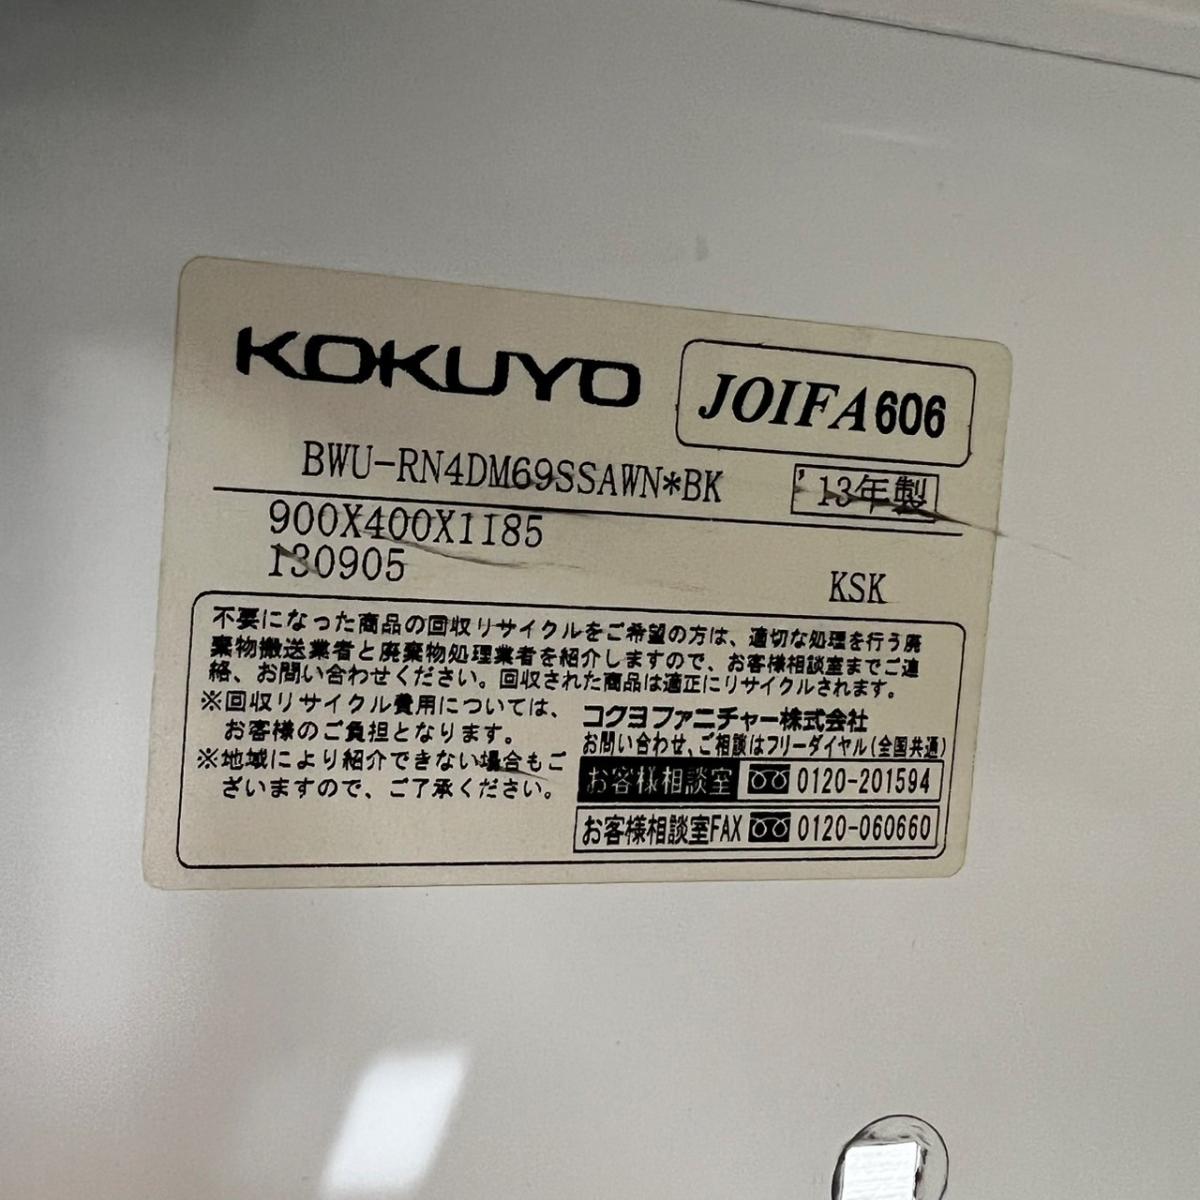 KOKUYO
JOIFA606
BWU-RN4DM69SSAWN*BK
'13年製
900X400X1185
130905
KSK
不要になった商品の回収リサイクルをご希望の方は、適切な処理を行う廃
棄物搬送業者と廃棄物処理業者を紹介しますので、お客様相談室までご連
絡、お問い合わせください。回収された商品は適正にリサイクルされます。
※回収リサイクル費用については、
お客様のご負担となります。
※地域により紹介できない場合もご
ざいますので、ご了承ください。
コクヨファニチャー株式会社
お問い合わせ、ご相談はフリーダイヤル(全国共通)
お客様相談室 0120-201594
お客様相談室FAX 0120-060660